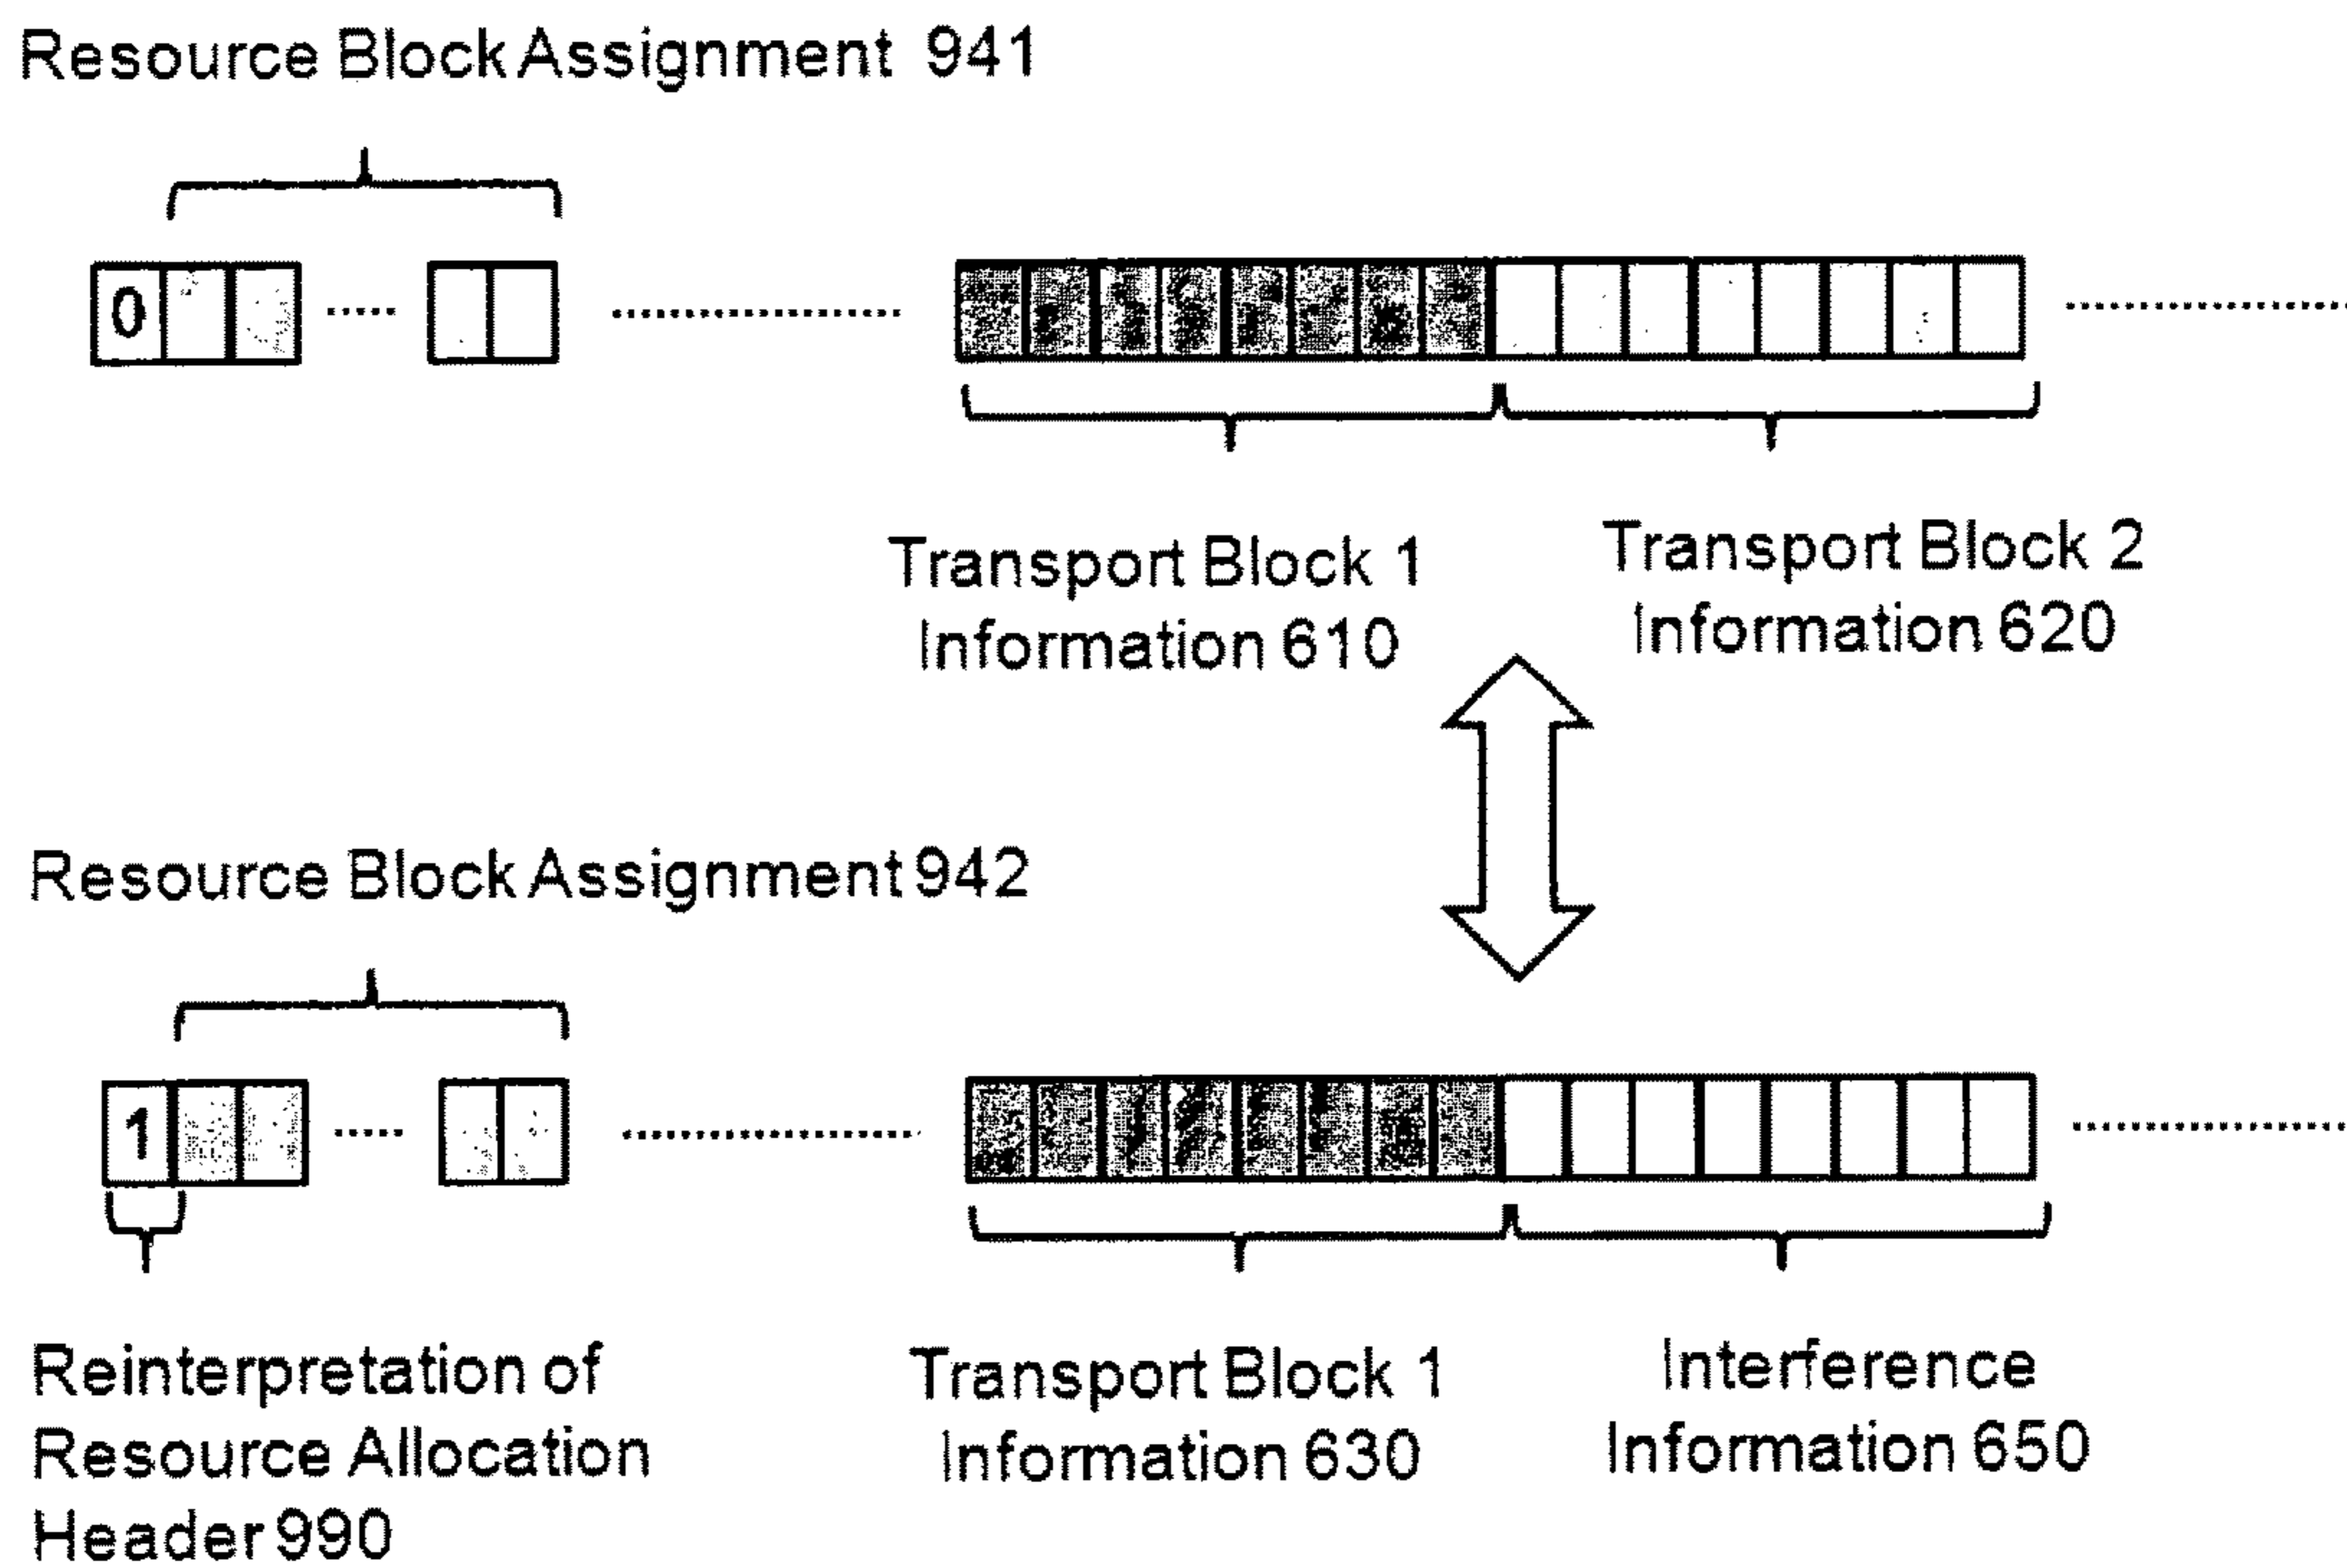 Resource Block Assignment 941
0
Transport Block 1
Information 610
Transport Block 2
Information 620
Resource Block Assignment 942
1
Reinterpretation of
Resource Allocation
Header 990
Transport Block 1
Information 630
Interference
Information 650